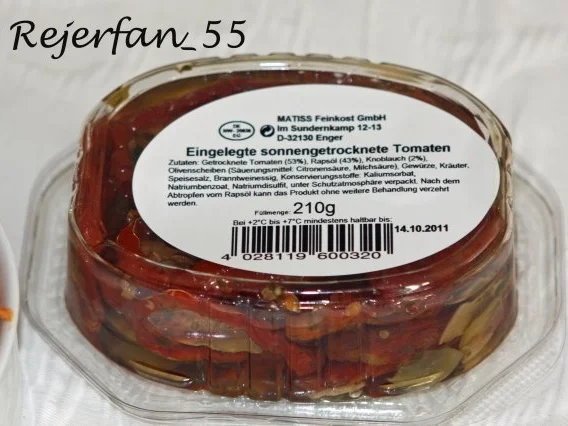 Rejerfan_55
MATISS Feinkost GmbH
Im Sundernkamp 12-13
D-32130 Enger
Eingelegte sonnengetrocknete Tomaten
Zutaten: Getrocknete Tomaten (53%), Rapsöl (43%), Knoblauch (2%),
Olivenscheiben (Säuerungsmittel: Citronensäure, Milchsäure), Gewürze, Kräuter,
Speisesalz, Branntweinessig, Konservierungsstoffe: Kaliumsorbat,
Natriumbenzoat, Natriumdisulfit, unter Schutzatmosphäre verpackt. Nach dem
Abtropfen vom Rapsöl kann das Produkt ohne weitere Behandlung verzehrt
werden.
Füllmenge: 210g
Bei +2°C bis +7°C mindestens haltbar bis:
14.10.2011
4 028119 600320